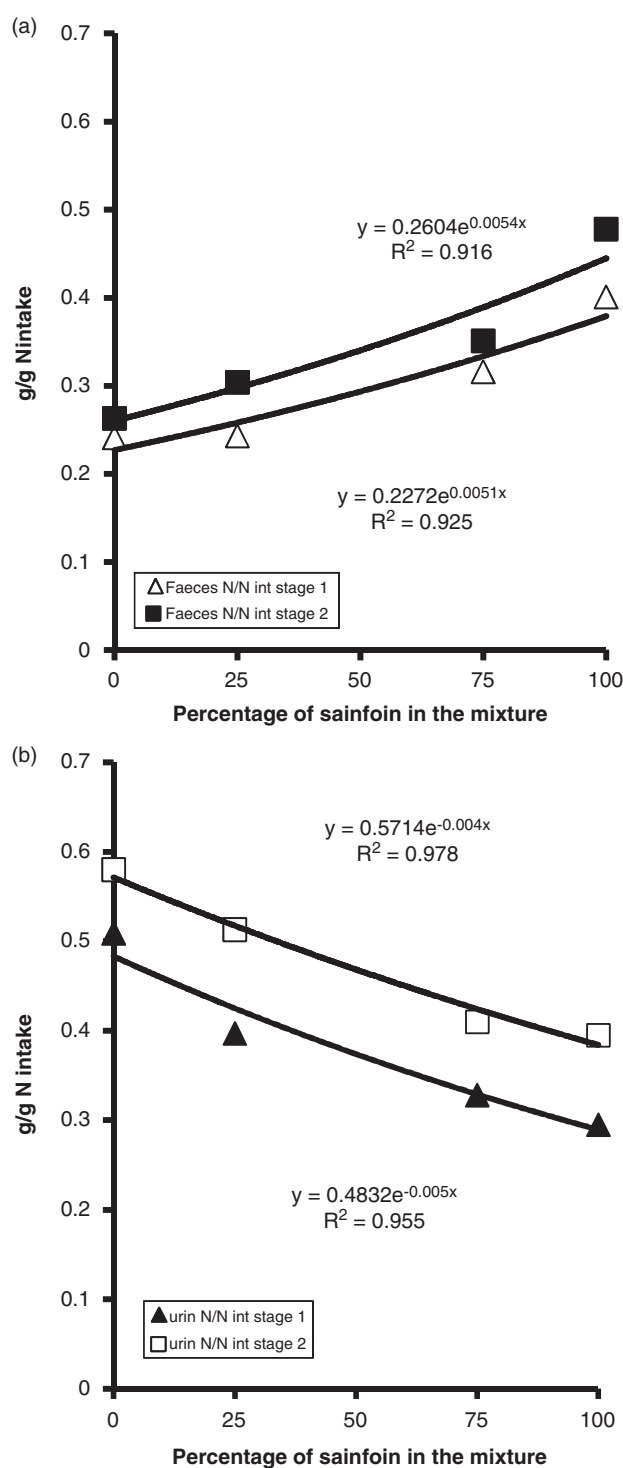 (a)
0.7
0.6
0.5
0.4
0.3
0.2
0.1
0
g/g Nintake
y = 0.2604e^0.0054x
R² = 0.916
y = 0.2272e^0.0051x
R² = 0.925
Faeces N/N int stage 1
Faeces N/N int stage 2
0 25 50 75 100
Percentage of sainfoin in the mixture
(b)
0.7
0.6
0.5
0.4
0.3
0.2
0.1
0
g/g N intake
y = 0.5714e^-0.004x
R² = 0.978
y = 0.4832e^-0.005x
R² = 0.955
urin N/N int stage 1
urin N/N int stage 2
0 25 50 75 100
Percentage of sainfoin in the mixture